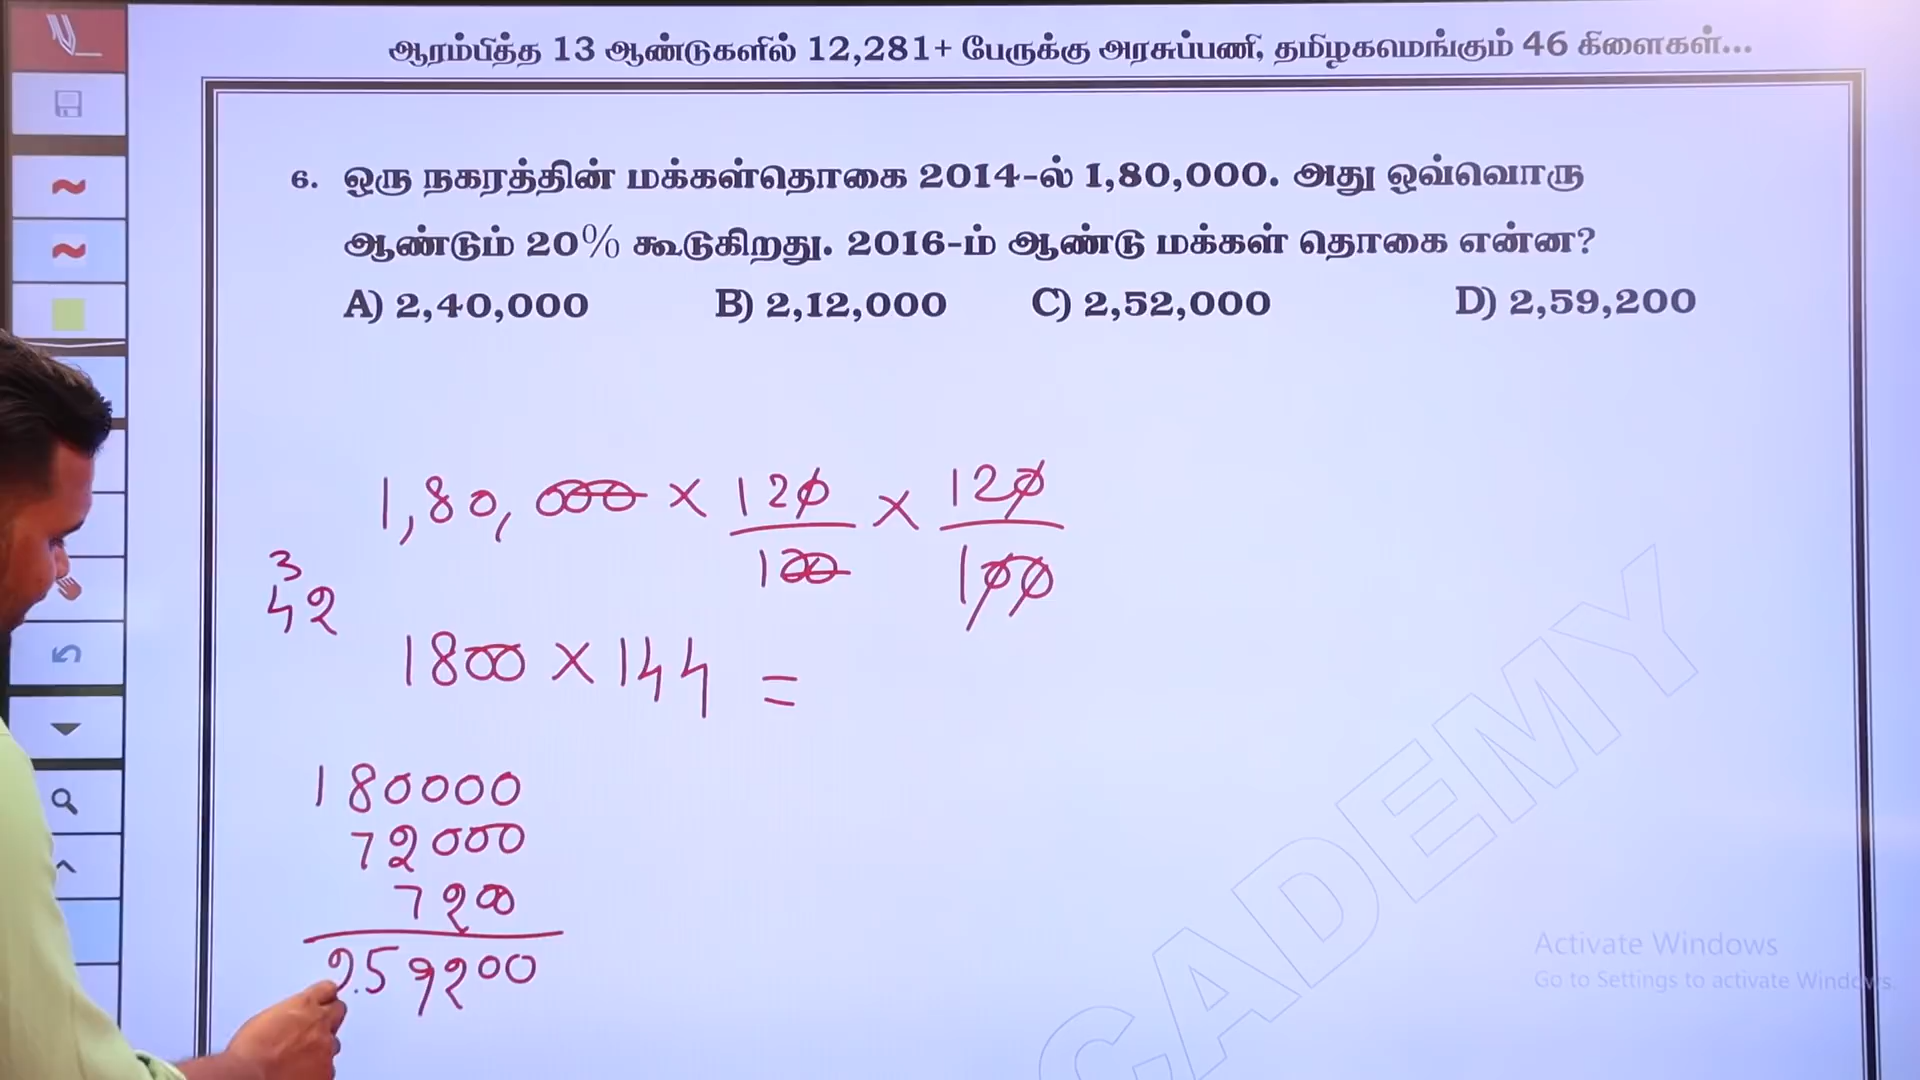 ஆரம்பித்த 13 ஆண்டுகளில் 12,281+ பேருக்கு அரசுப்பணி, தமிழகமெங்கும் 46 கிளைகள்...
6. ஒரு நகரத்தின் மக்கள்தொகை 2014-ல் 1,80,000. அது ஒவ்வொரு
ஆண்டும் 20% கூடுகிறது. 2016-ம் ஆண்டு மக்கள் தொகை என்ன?
A) 2,40,000 B) 2,12,000 C) 2,52,000 D) 2,59,200
1,80,000 × 120/100 × 120/100
3
42
1800 × 144 =
180000
72000
7200
259200
CADEMY
Activate Windows
Go to Settings to activate Windows.